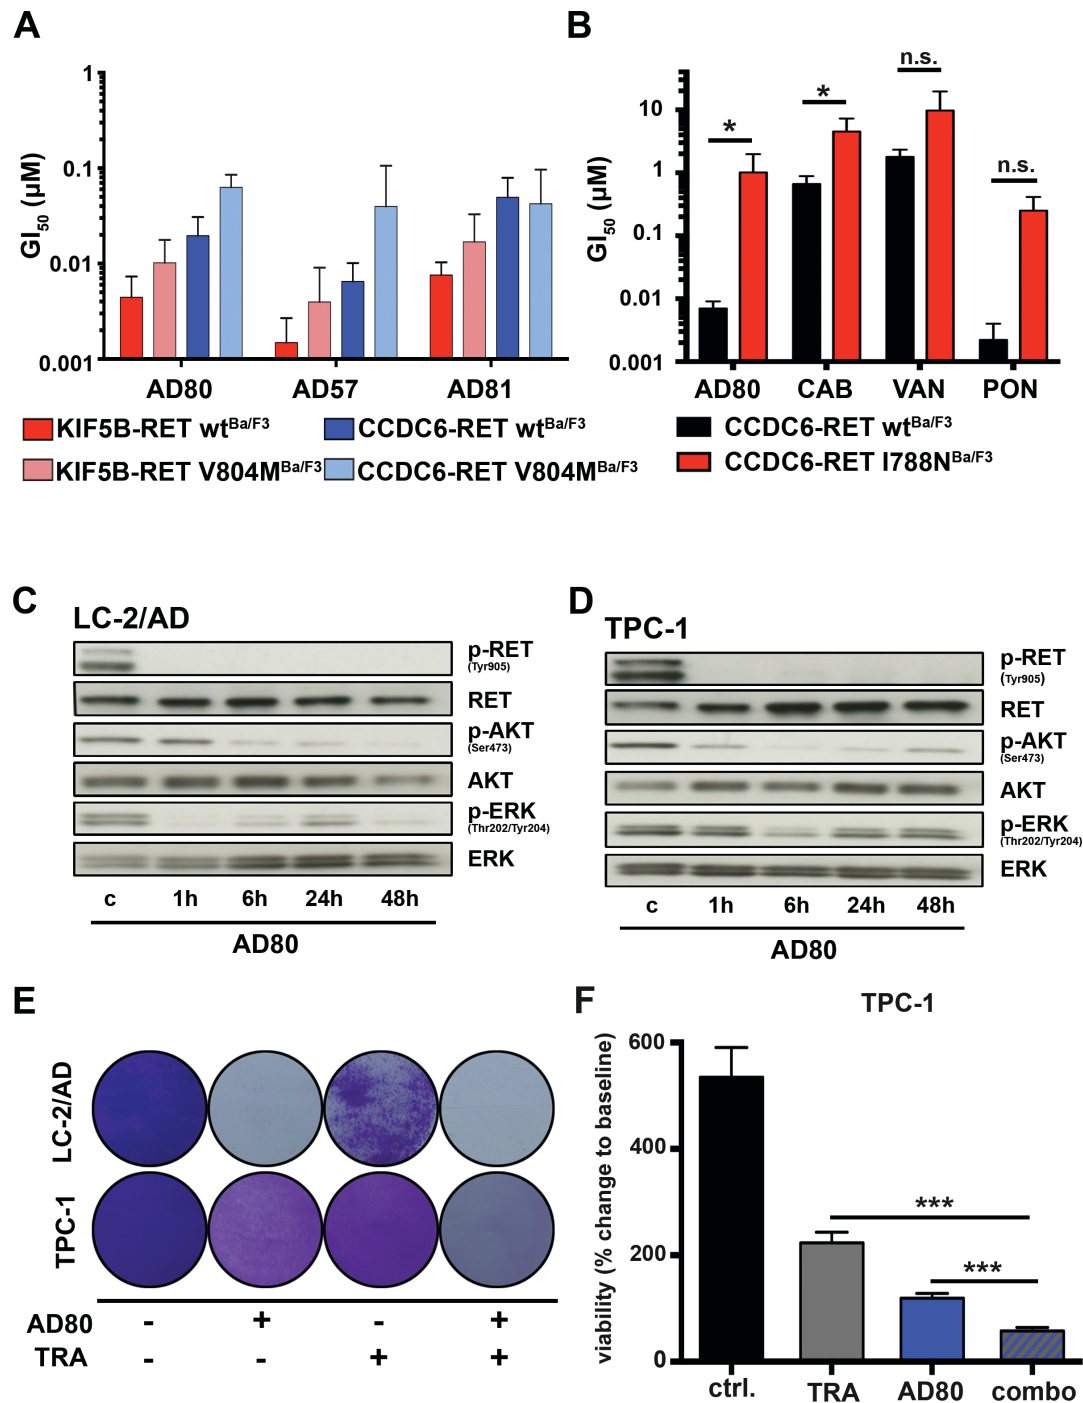 A
GI50 (µM)
1
0.1
0.01
0.001
AD80 AD57 AD81
KIF5B-RET wtBa/F3 CCDC6-RET wtBa/F3
KIF5B-RET V804MBa/F3 CCDC6-RET V804MBa/F3
B
GI50 (µM)
10
1
0.1
0.01
0.001
* * n.s. n.s.
AD80 CAB VAN PON
CCDC6-RET wtBa/F3
CCDC6-RET I788NBa/F3
C
LC-2/AD
p-RET
(Tyr905)
RET
p-AKT
(Ser473)
AKT
p-ERK
(Thr202/Tyr204)
ERK
c 1h 6h 24h 48h
AD80
D
TPC-1
p-RET
(Tyr905)
RET
p-AKT
(Ser473)
AKT
p-ERK
(Thr202/Tyr204)
ERK
c 1h 6h 24h 48h
AD80
E
LC-2/AD
TPC-1
AD80 - + - +
TRA - - + +
F
TPC-1
viability (% change to baseline)
600
400
200
0
***
***
ctrl. TRA AD80 combo